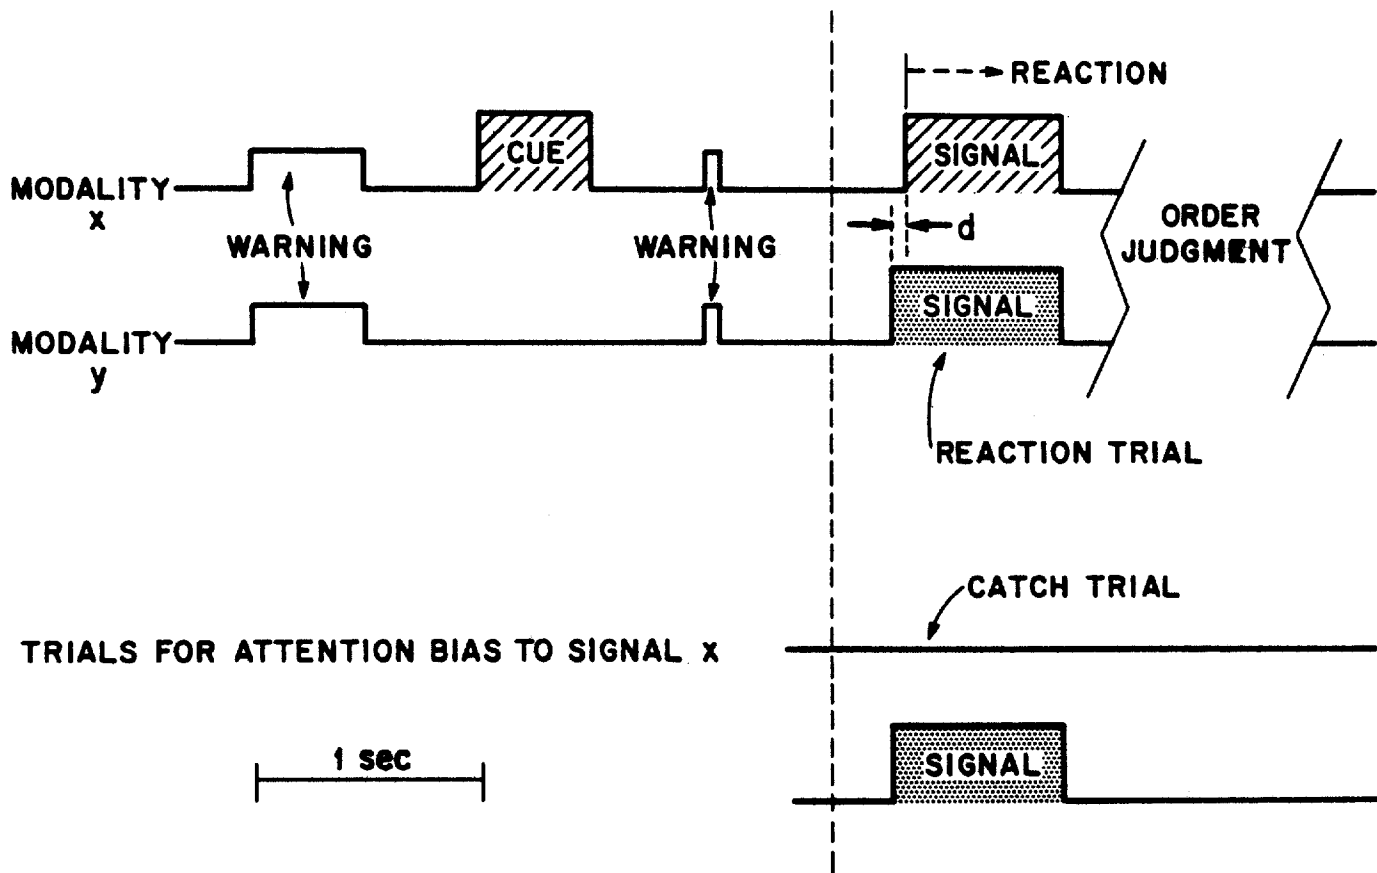 REACTION
CUE
SIGNAL
MODALITY
x
WARNING
WARNING
d
ORDER
JUDGMENT
SIGNAL
MODALITY
y
REACTION TRIAL
CATCH TRIAL
TRIALS FOR ATTENTION BIAS TO SIGNAL x
1 sec
SIGNAL